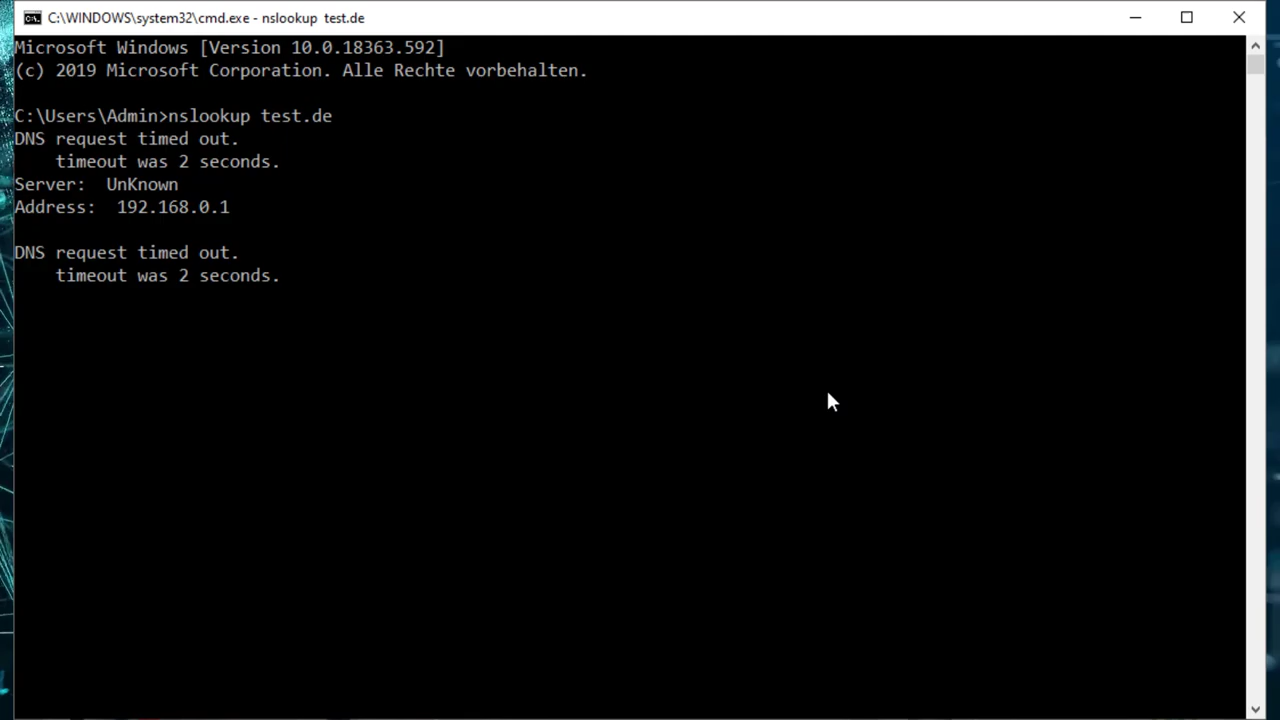 C:\WINDOWS\system32\cmd.exe - nslookup  test.de
Microsoft Windows [Version 10.0.18363.592]
(c) 2019 Microsoft Corporation. Alle Rechte vorbehalten.
C:\Users\Admin>nslookup test.de
DNS request timed out.
    timeout was 2 seconds.
Server:  UnKnown
Address:  192.168.0.1
DNS request timed out.
    timeout was 2 seconds.